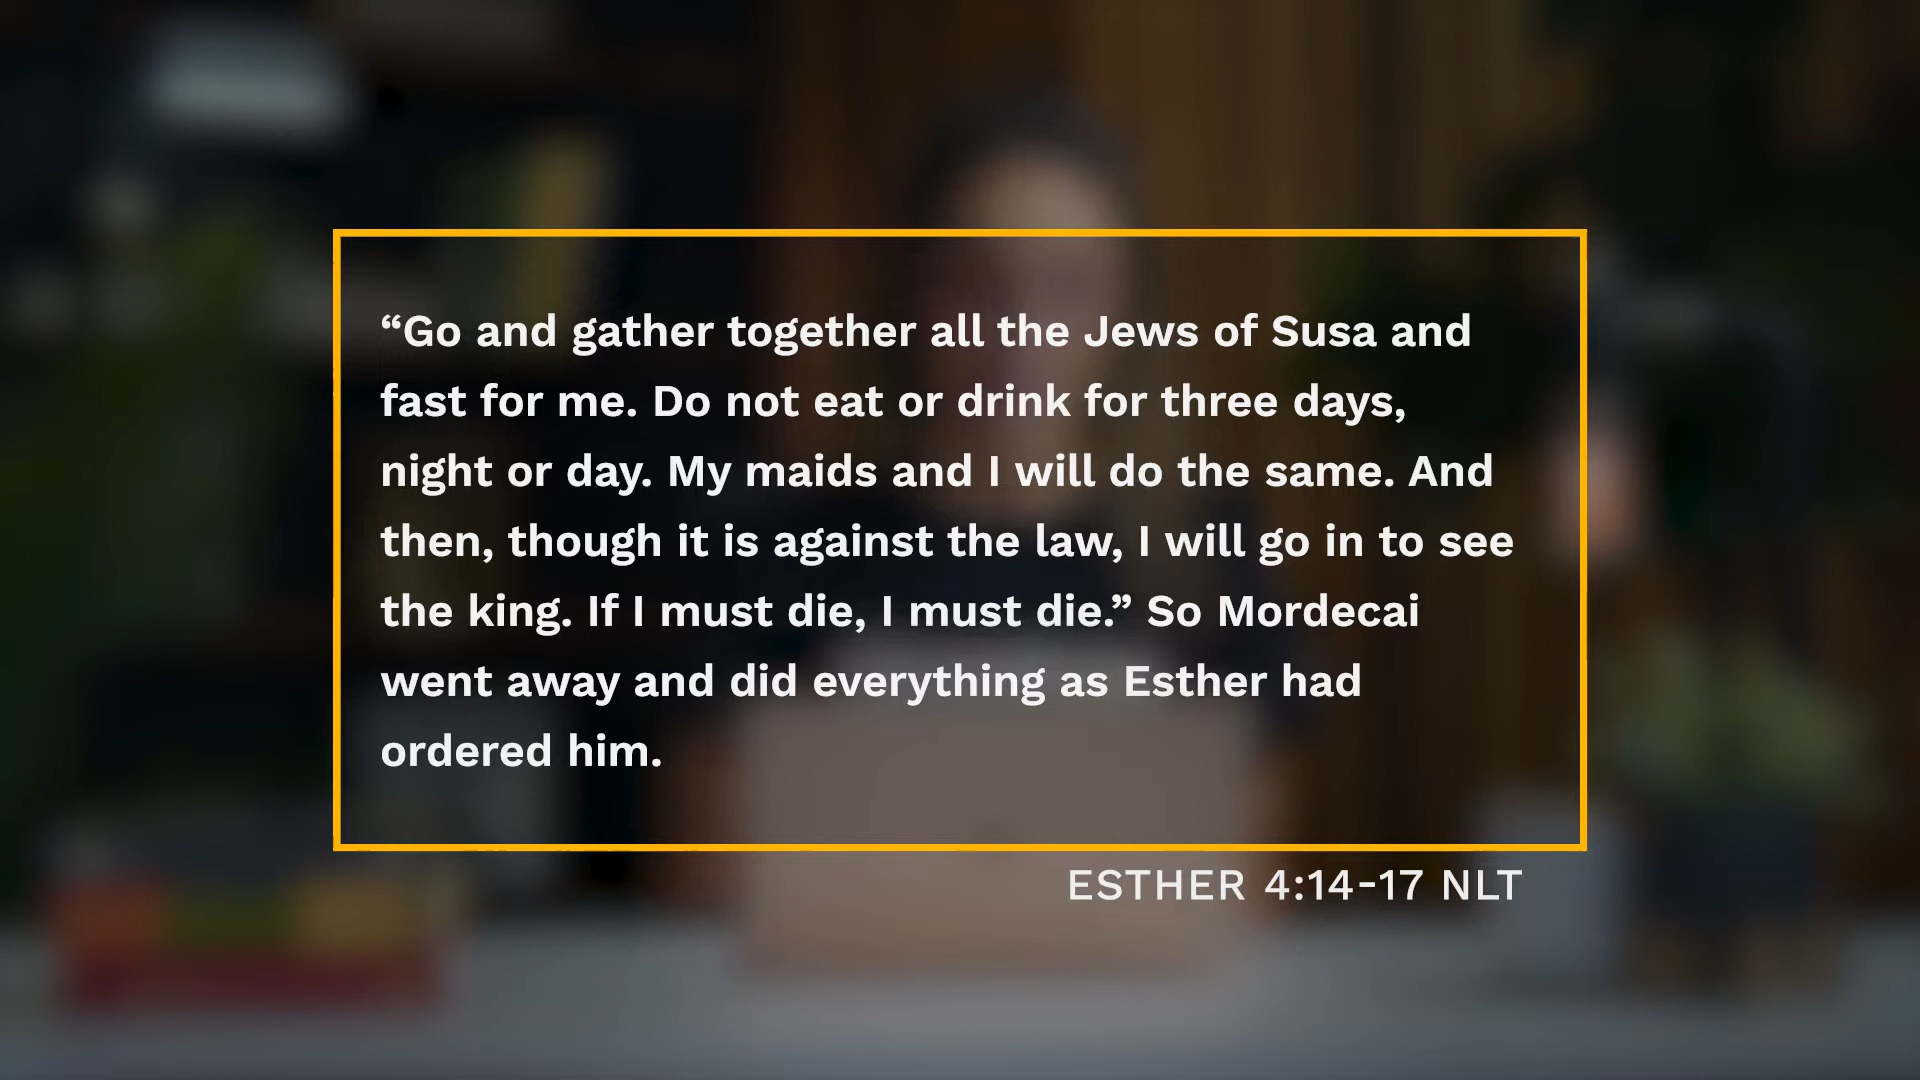 “Go and gather together all the Jews of Susa and
fast for me. Do not eat or drink for three days,
night or day. My maids and I will do the same. And
then, though it is against the law, I will go in to see
the king. If I must die, I must die.” So Mordecai
went away and did everything as Esther had
ordered him.
ESTHER 4:14-17 NLT